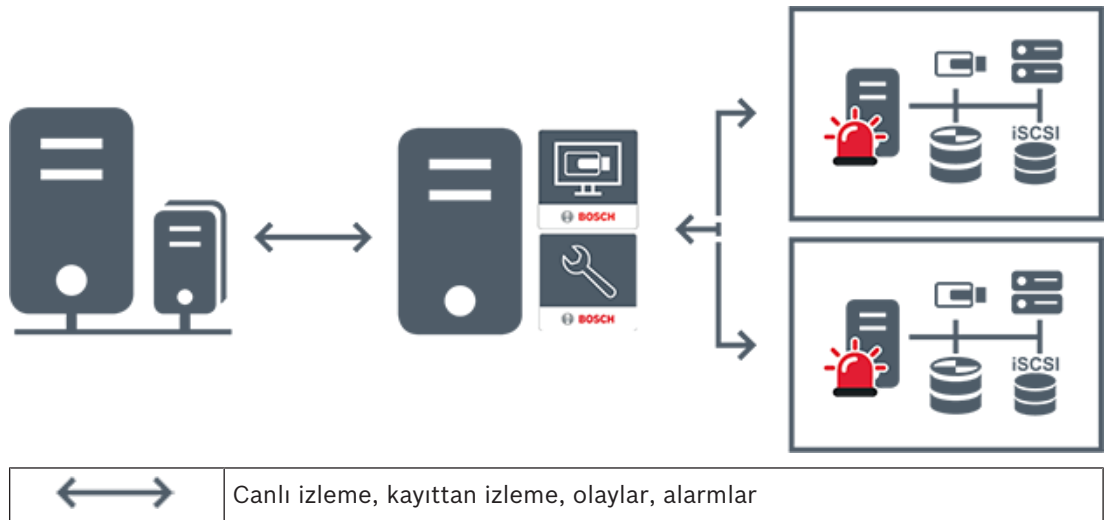 iSCSI
BOSCH
BOSCH
iSCSI
Canlı izleme, kayıttan izleme, olaylar, alarmlar